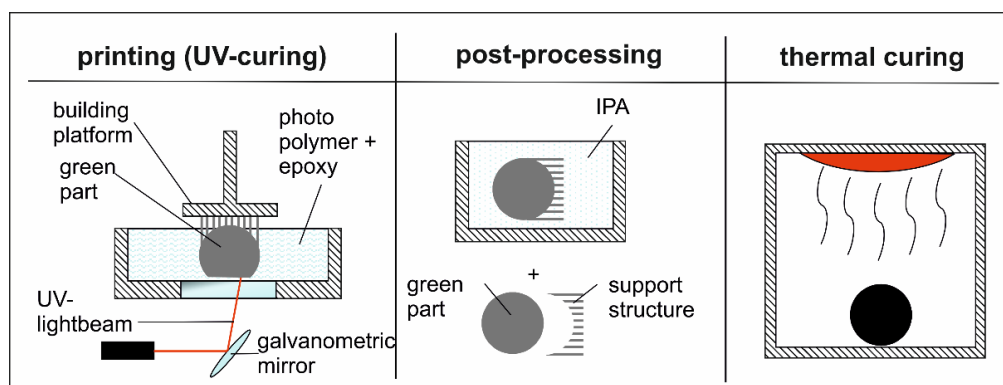 printing (UV-curing)
post-processing
thermal curing
building
platform
green
part
photo
polymer +
epoxy
UV-
lightbeam
galvanometric
mirror
IPA
+
green
part
support
structure